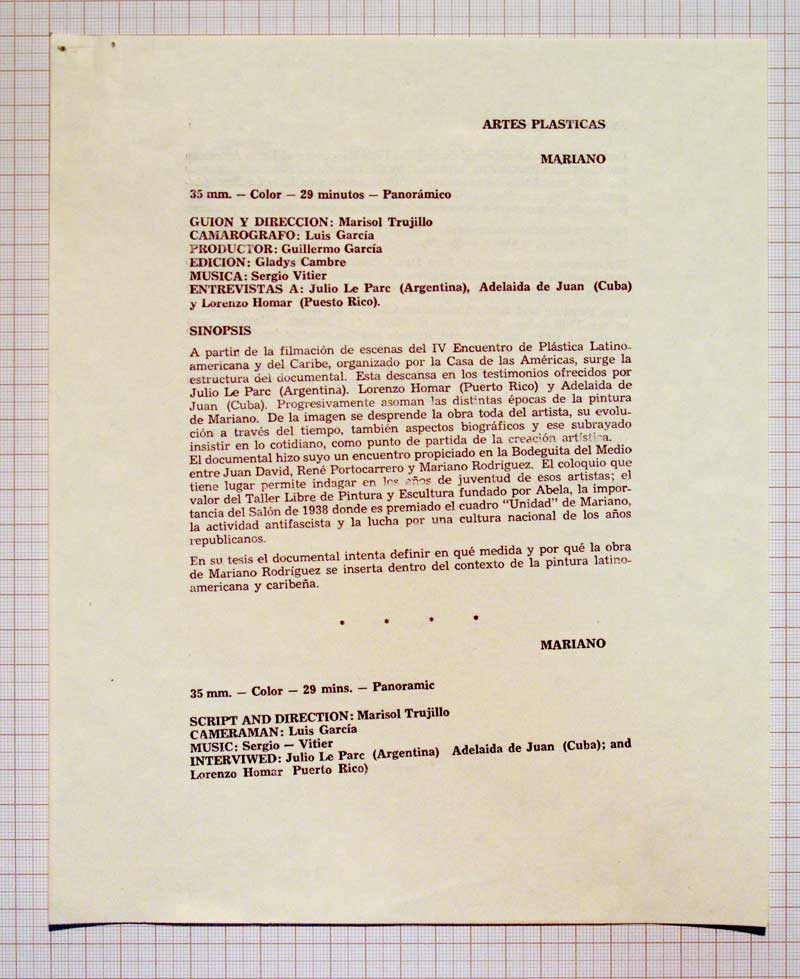 ARTES PLASTICAS
MARIANO
35 mm. — Color — 29 minutos — Panorámico
GUION Y DIRECCION: Marisol Trujillo
CAMAROGRAFO: Luis García
PRODUCTOR: Guillermo García
EDICION: Gladys Cambre
MUSICA: Sergio Vitier
ENTREVISTAS A: Julio Le Parc (Argentina), Adelaida de Juan (Cuba)
y Lorenzo Homar (Puesto Rico).
SINOPSIS
A partir de la filmación de escenas del IV Encuentro de Plástica Latino-
americana y del Caribe, organizado por la Casa de las Américas, surge la
estructura del documental. Esta descansa en los testimonios ofrecidos por
Julio Le Parc (Argentina). Lorenzo Homar (Puerto Rico) y Adelaida de
Juan (Cuba). Progresivamente asoman las distintas épocas de la pintura
de Mariano. De la imagen se desprende la obra toda del artista, su evolu-
ción a través del tiempo, también aspectos biográficos y ese subrayado
insistir en lo cotidiano, como punto de partida de la creación artística.
El documental hizo suyo un encuentro propiciado en la Bodeguita del Medio
entre Juan David, René Portocarrero y Mariano Rodríguez. El coloquio que
tiene lugar permite indagar en los años de juventud de esos artistas; el
valor del Taller Libre de Pintura y Escultura fundado por Abela, la impor-
tancia del Salón de 1938 donde es premiado el cuadro "Unidad" de Mariano,
la actividad antifascista y la lucha por una cultura nacional de los años
republicanos.
En su tesis el documental intenta definir en qué medida y por qué la obra
de Mariano Rodríguez se inserta dentro del contexto de la pintura latino-
americana y caribeña.
* * * *
MARIANO
35 mm. — Color — 29 mins. — Panoramic
SCRIPT AND DIRECTION: Marisol Trujillo
CAMERAMAN: Luis García
MUSIC: Sergio — Vitier
INTERVIWED: Julio Le Parc (Argentina) Adelaida de Juan (Cuba); and
Lorenzo Homar Puerto Rico)